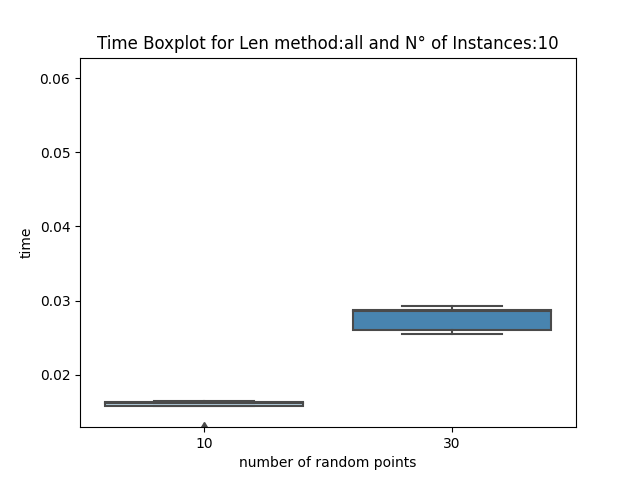 Time Boxplot for Len method:all and N° of Instances:10
0.06
0.05
0.04
0.03
0.02
time
10 30
number of random points